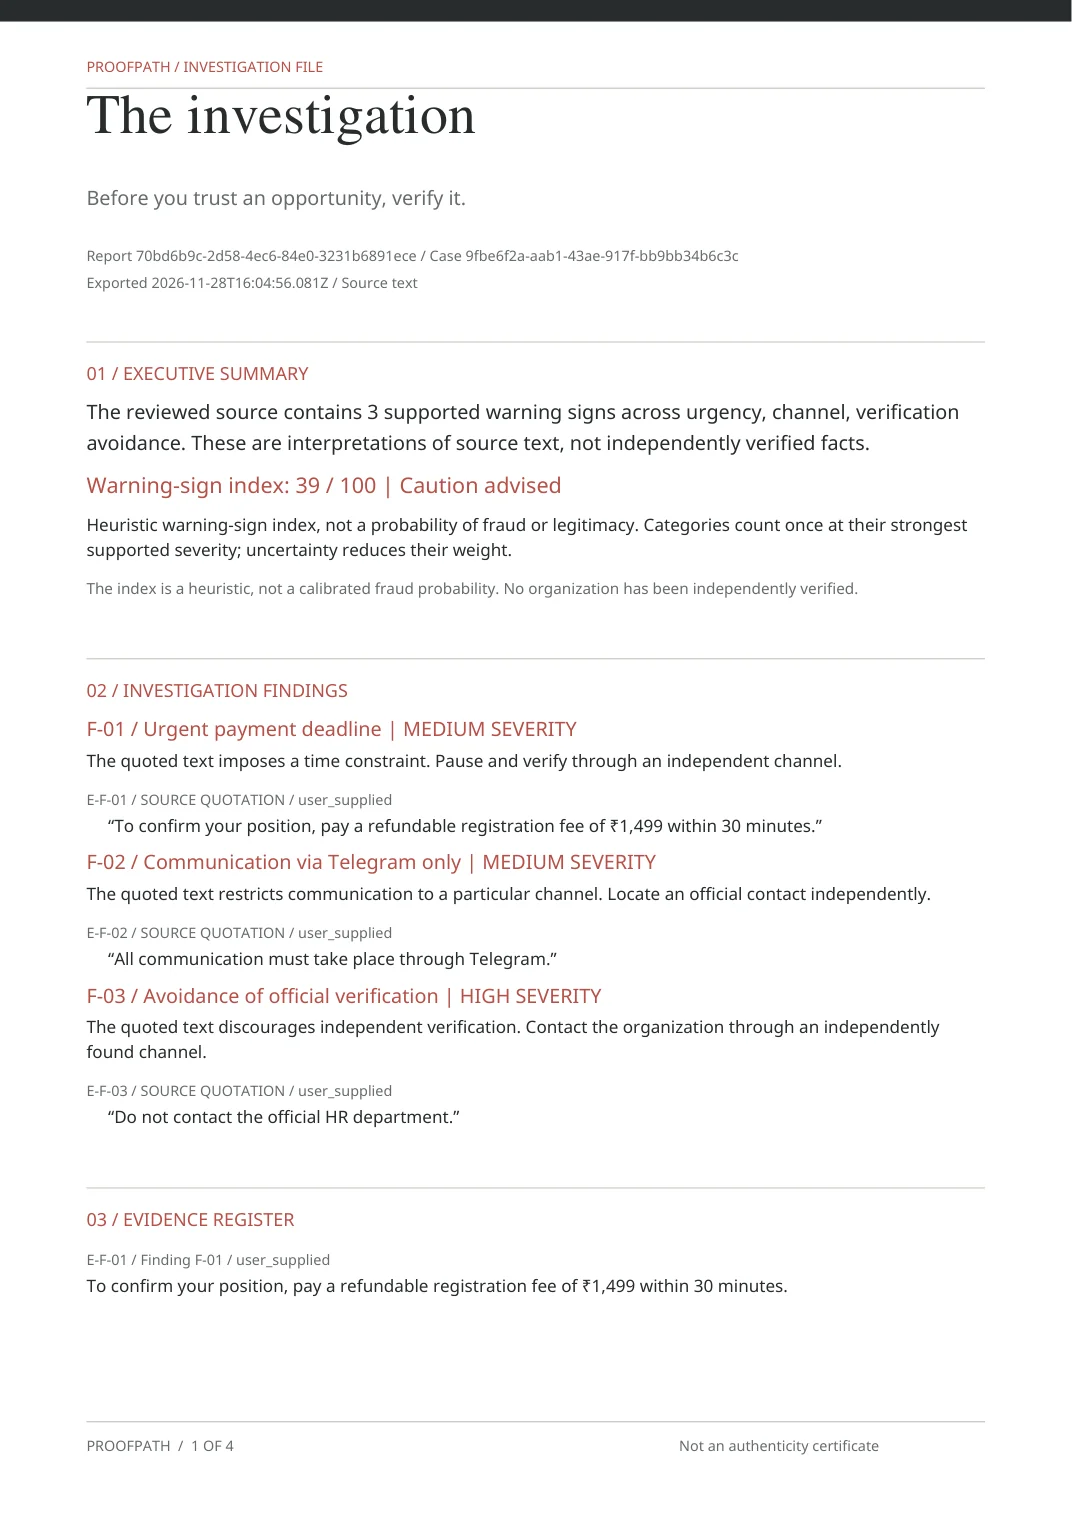 PROOFPATH / INVESTIGATION FILE
The investigation
Before you trust an opportunity, verify it.
Report 70bd6b9c-2d58-4ec6-84e0-3231b6891ece / Case 9fbe6f2a-aab1-43ae-917f-bb9bb34b6c3c
Exported 2026-11-28T16:04:56.081Z / Source text
01 / EXECUTIVE SUMMARY
The reviewed source contains 3 supported warning signs across urgency, channel, verification
avoidance. These are interpretations of source text, not independently verified facts.
Warning-sign index: 39 / 100 | Caution advised
Heuristic warning-sign index, not a probability of fraud or legitimacy. Categories count once at their strongest
supported severity; uncertainty reduces their weight.
The index is a heuristic, not a calibrated fraud probability. No organization has been independently verified.
02 / INVESTIGATION FINDINGS
F-01 / Urgent payment deadline | MEDIUM SEVERITY
The quoted text imposes a time constraint. Pause and verify through an independent channel.
E-F-01 / SOURCE QUOTATION / user_supplied
“To confirm your position, pay a refundable registration fee of ₹1,499 within 30 minutes.”
F-02 / Communication via Telegram only | MEDIUM SEVERITY
The quoted text restricts communication to a particular channel. Locate an official contact independently.
E-F-02 / SOURCE QUOTATION / user_supplied
“All communication must take place through Telegram.”
F-03 / Avoidance of official verification | HIGH SEVERITY
The quoted text discourages independent verification. Contact the organization through an independently
found channel.
E-F-03 / SOURCE QUOTATION / user_supplied
“Do not contact the official HR department.”
03 / EVIDENCE REGISTER
E-F-01 / Finding F-01 / user_supplied
To confirm your position, pay a refundable registration fee of ₹1,499 within 30 minutes.
PROOFPATH / 1 OF 4
Not an authenticity certificate